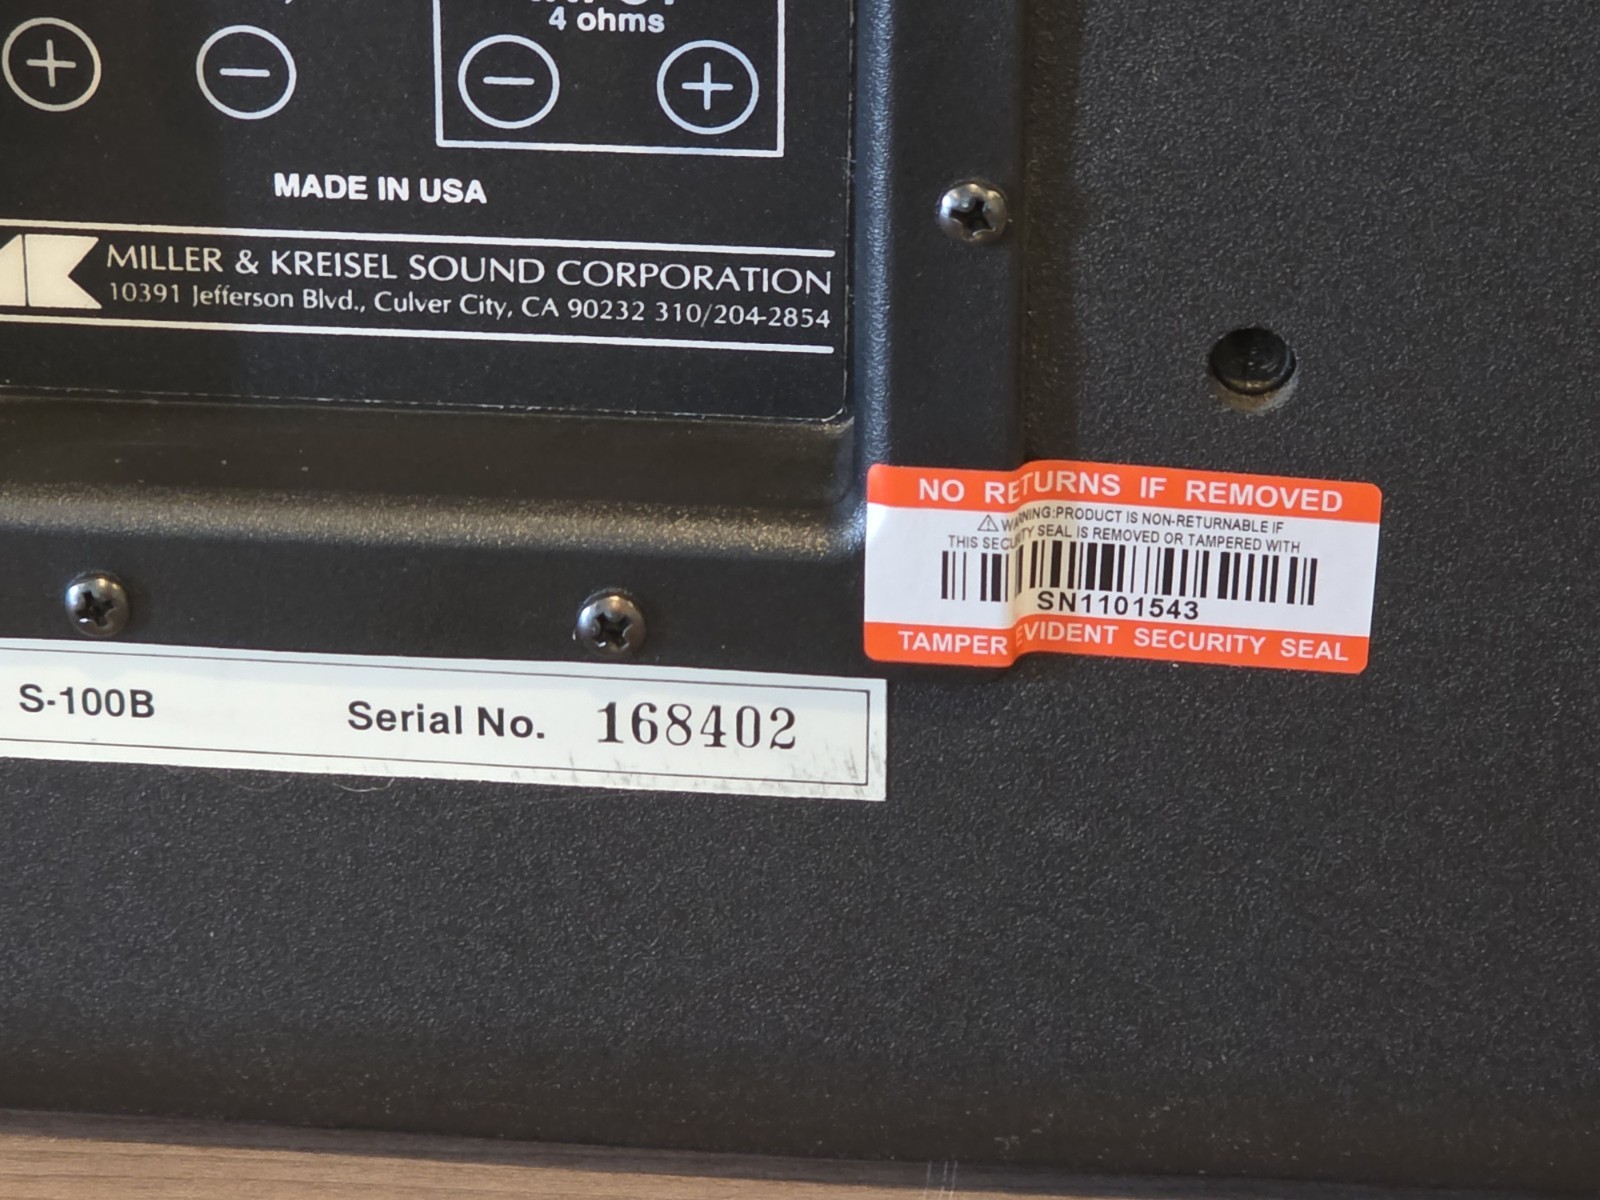 4 ohms
+ − − +
MADE IN USA
MILLER & KREISEL SOUND CORPORATION
10391 Jefferson Blvd., Culver City, CA 90232 310/204-2854
NO RETURNS IF REMOVED
⚠WARNING:PRODUCT IS NON-RETURNABLE IF
THIS SECURITY SEAL IS REMOVED OR TAMPERED WITH
SN1101543
TAMPER EVIDENT SECURITY SEAL
S-100B Serial No. 168402